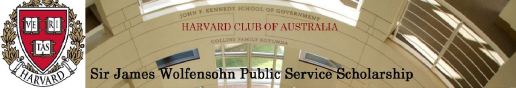 VE RI
TAS
HARVARD
JOHN F. KENNEDY SCHOOL OF GOVERNMENT
HARVARD CLUB OF AUSTRALIA
COLLINS FAMILY ROTUNDA
Sir James Wolfensohn Public Service Scholarship